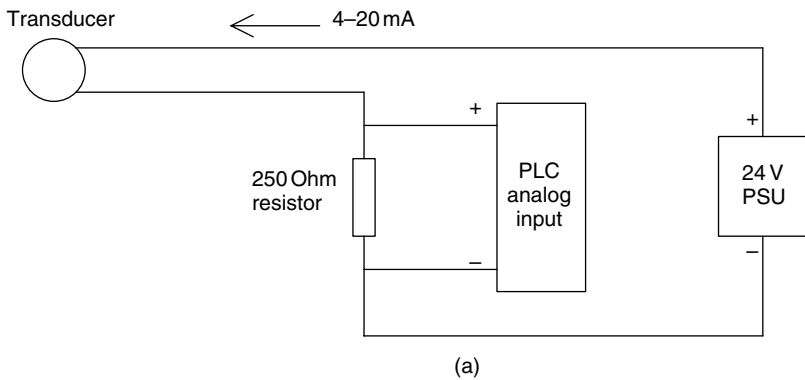 Transducer
4–20 mA
+
+
250 Ohm
resistor
PLC
analog
input
24 V
PSU
–
–
(a)